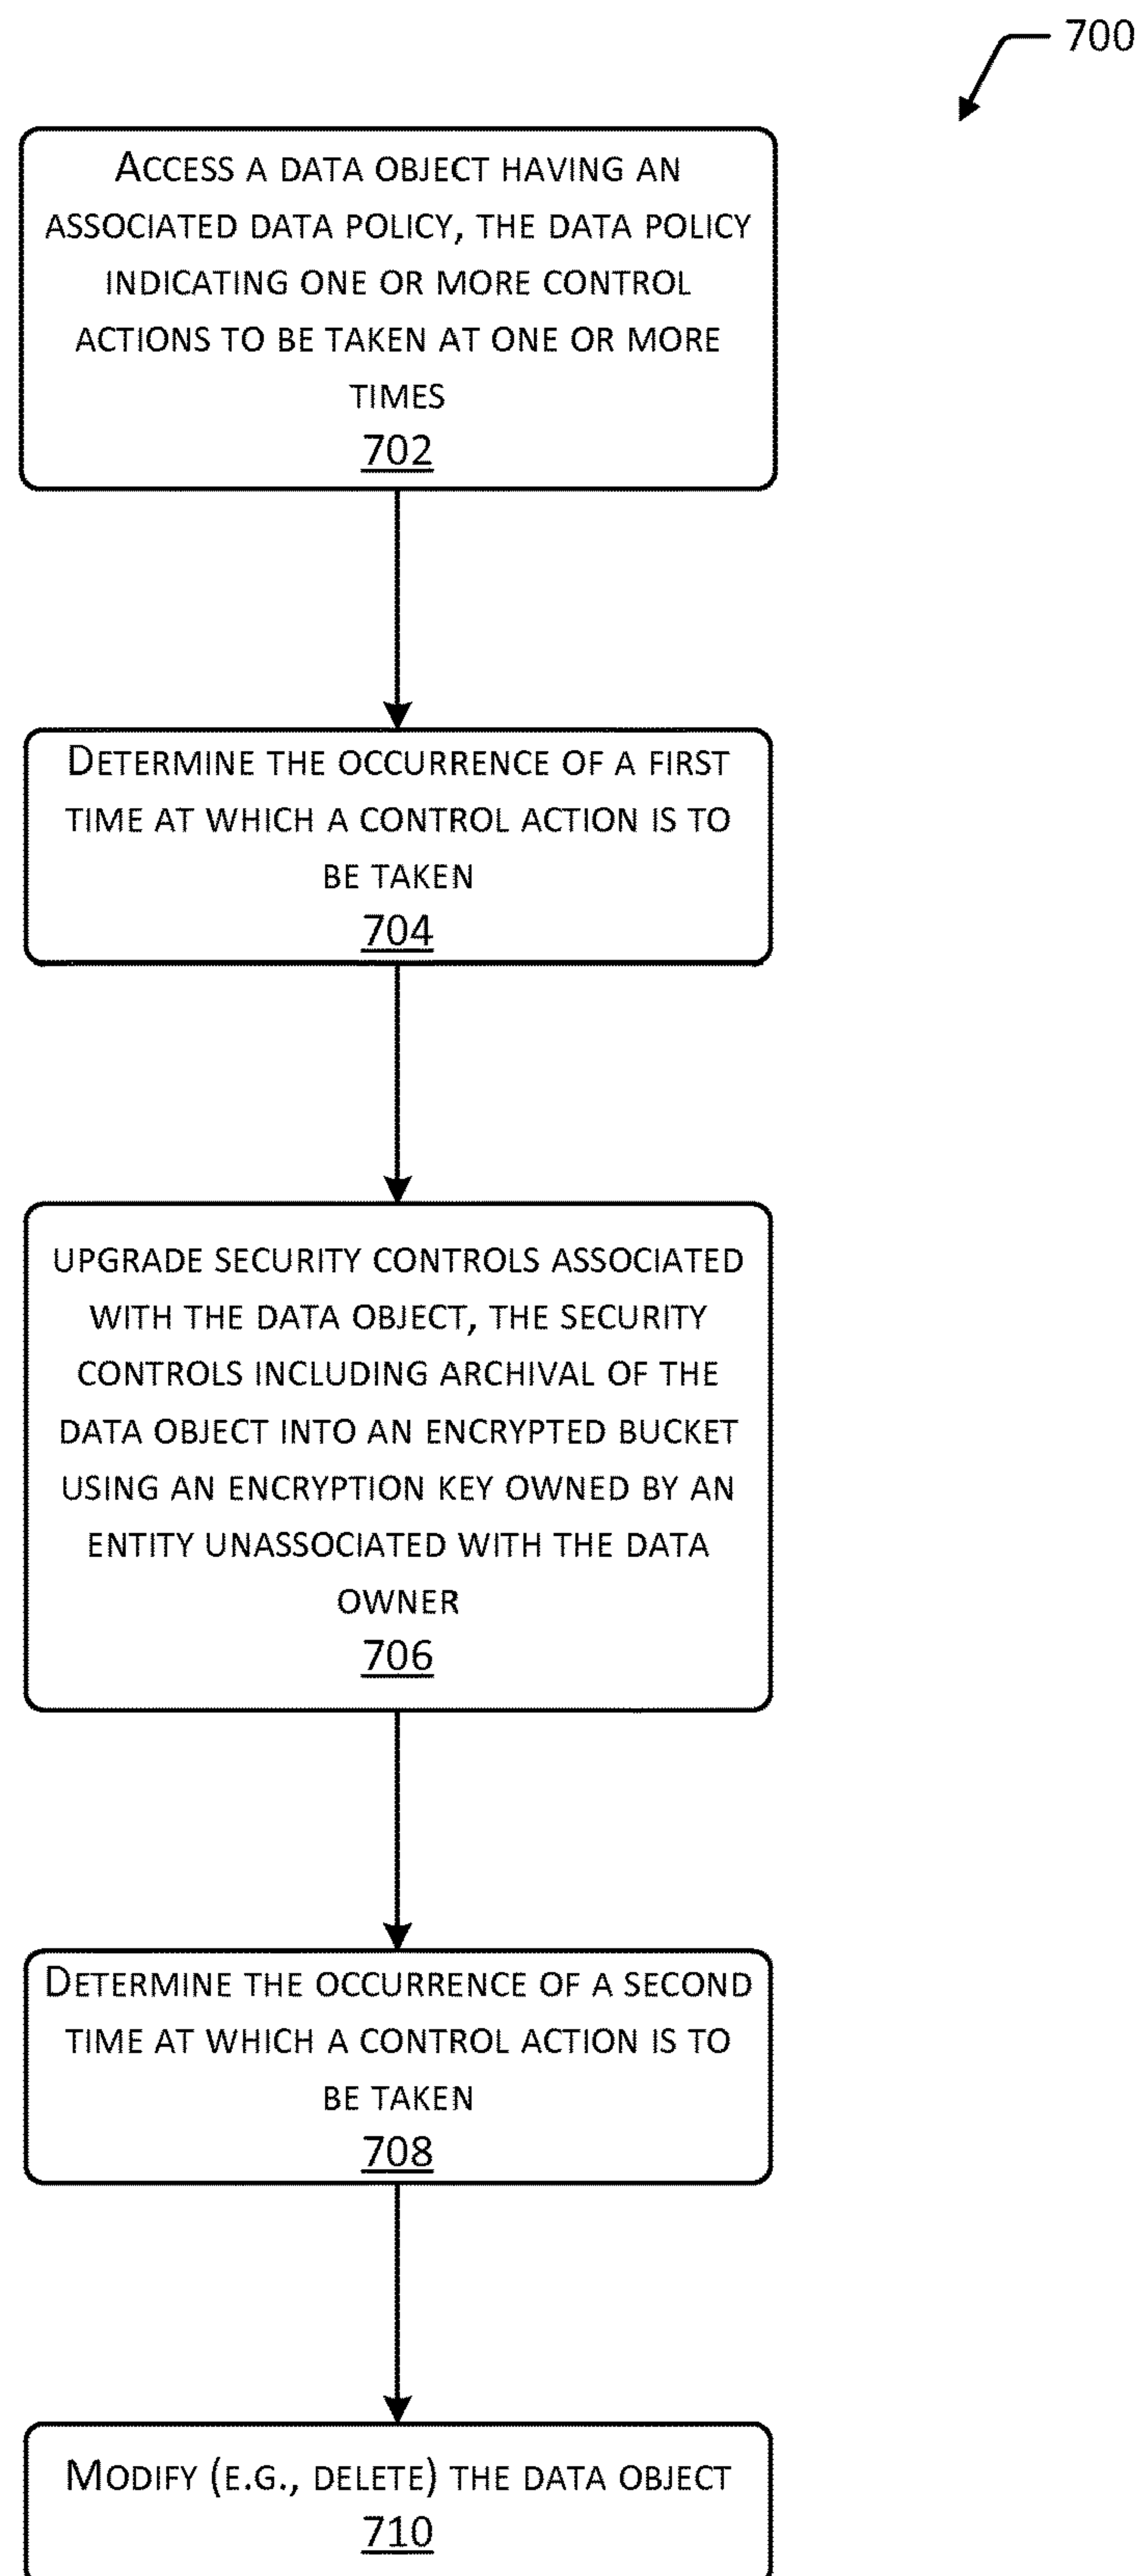 700
ACCESS A DATA OBJECT HAVING AN
ASSOCIATED DATA POLICY, THE DATA POLICY
INDICATING ONE OR MORE CONTROL
ACTIONS TO BE TAKEN AT ONE OR MORE
TIMES
702
DETERMINE THE OCCURRENCE OF A FIRST
TIME AT WHICH A CONTROL ACTION IS TO
BE TAKEN
704
UPGRADE SECURITY CONTROLS ASSOCIATED
WITH THE DATA OBJECT, THE SECURITY
CONTROLS INCLUDING ARCHIVAL OF THE
DATA OBJECT INTO AN ENCRYPTED BUCKET
USING AN ENCRYPTION KEY OWNED BY AN
ENTITY UNASSOCIATED WITH THE DATA
OWNER
706
DETERMINE THE OCCURRENCE OF A SECOND
TIME AT WHICH A CONTROL ACTION IS TO
BE TAKEN
708
MODIFY (E.G., DELETE) THE DATA OBJECT
710